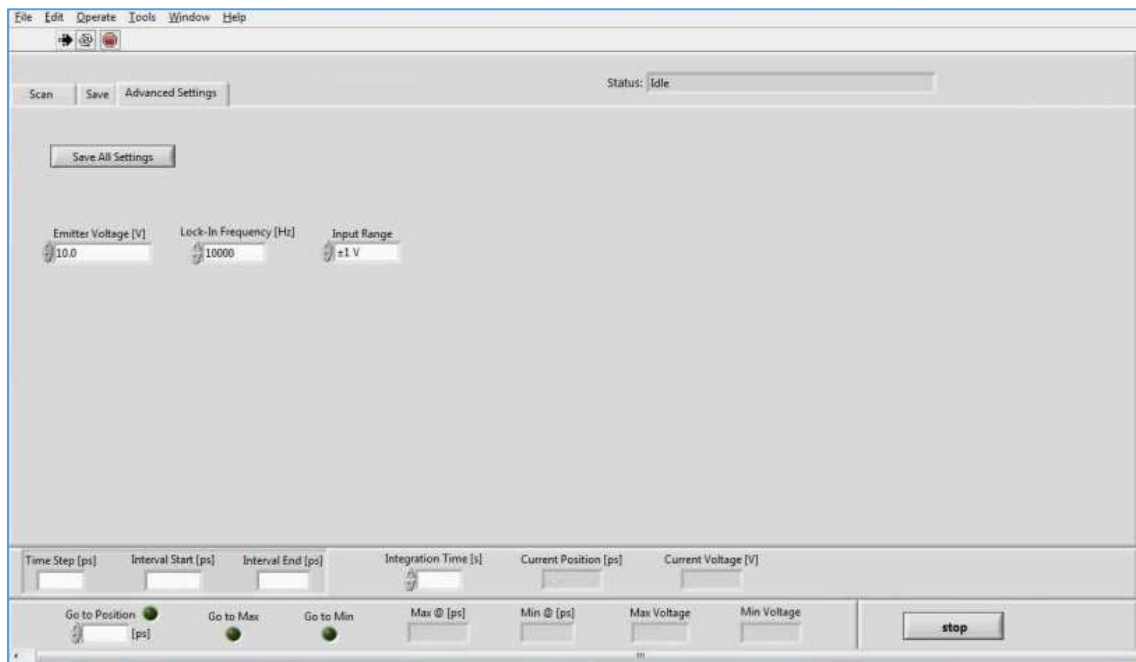 File Edit Operate Tools Window Help
Status: Idle
Scan Save Advanced Settings
Save All Settings
Emitter Voltage [V] Lock-In Frequency [Hz] Input Range
10.0 10000 ±1 V
Time Step [ps] Interval Start [ps] Interval End [ps] Integration Time [s] Current Position [ps] Current Voltage [V]
Go to Position Go to Max Go to Min Max @ [ps] Min @ [ps] Max Voltage Min Voltage
[ps]
stop